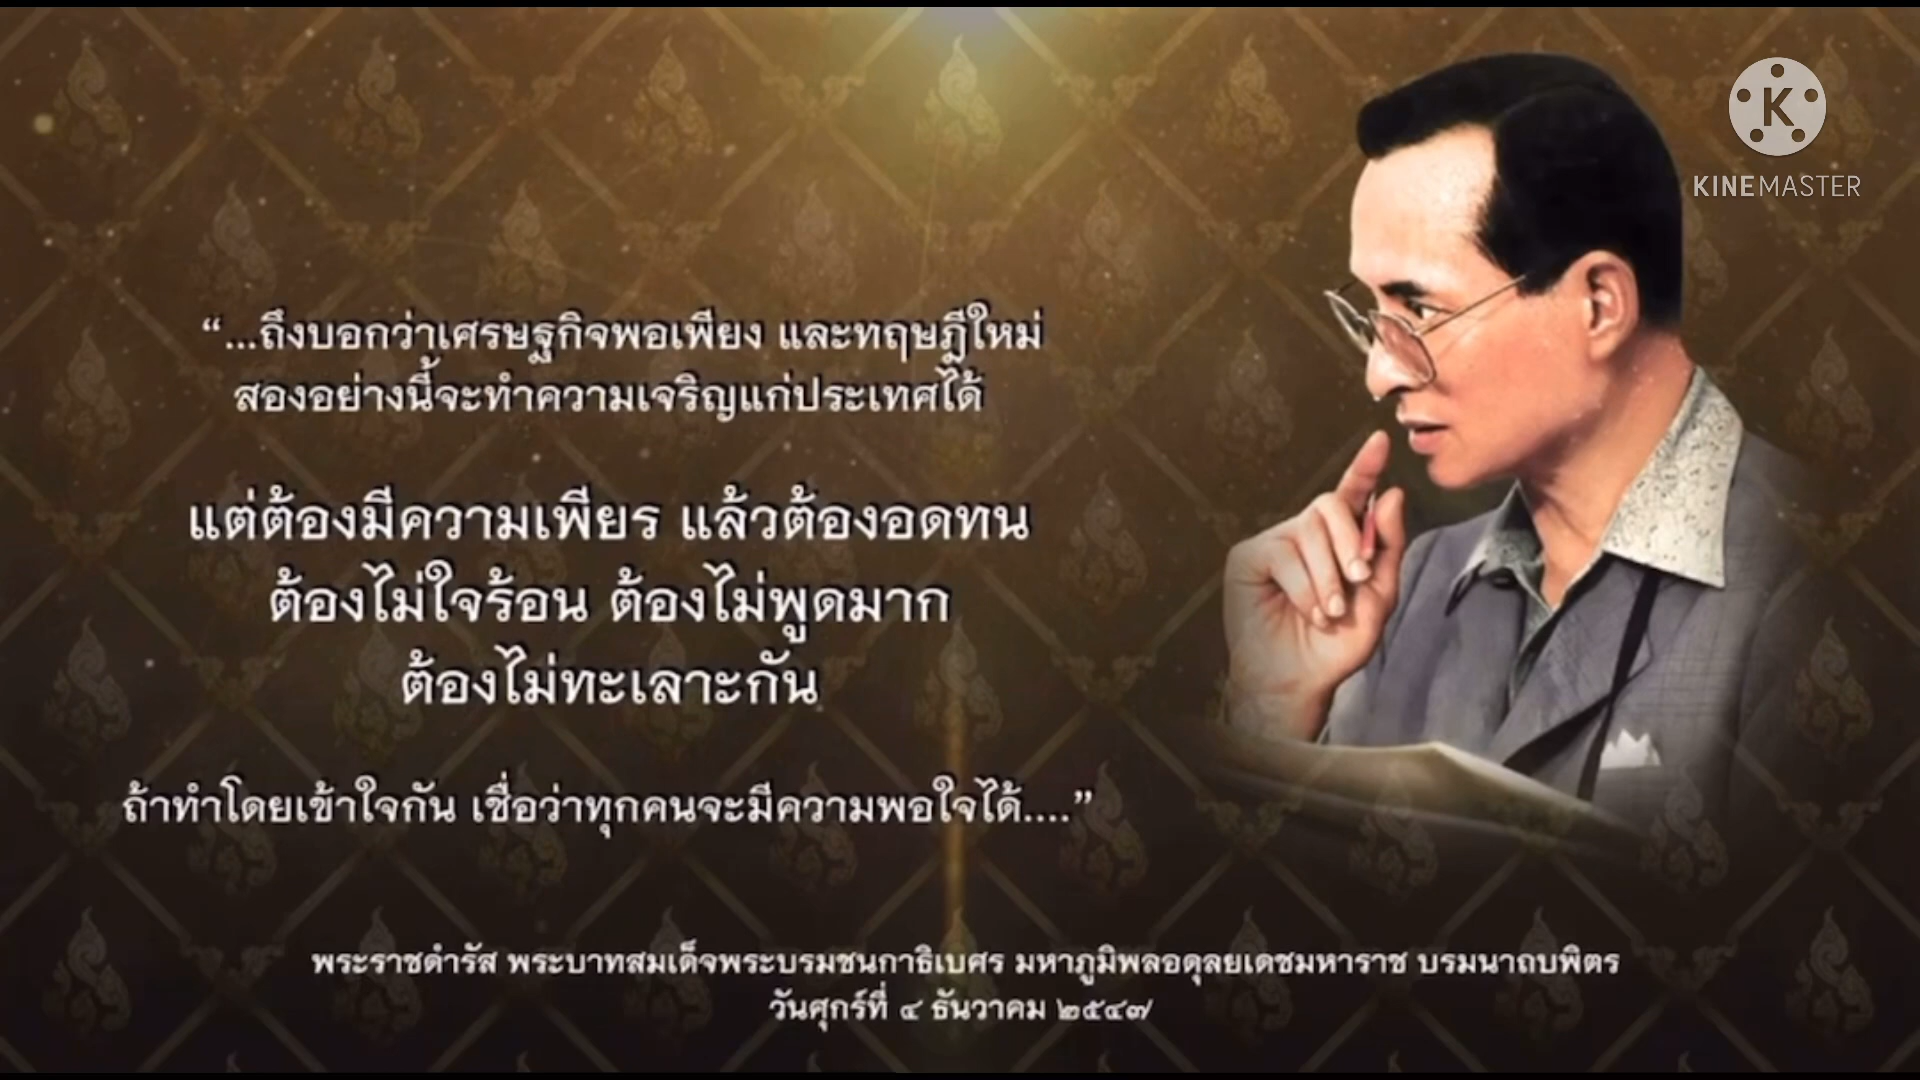 KINEMASTER
“...ถึงบอกว่าเศรษฐกิจพอเพียง และทฤษฎีใหม่
สองอย่างนี้จะทำความเจริญแก่ประเทศได้
แต่ต้องมีความเพียร แล้วต้องอดทน
ต้องไม่ใจร้อน ต้องไม่พูดมาก
ต้องไม่ทะเลาะกัน
ถ้าทำโดยเข้าใจกัน เชื่อว่าทุกคนจะมีความพอใจได้....”
พระราชดำรัส พระบาทสมเด็จพระบรมชนกาธิเบศร มหาภูมิพลอดุลยเดชมหาราช บรมนาถบพิตร
วันศุกร์ที่ ๔ ธันวาคม ๒๕๔๗